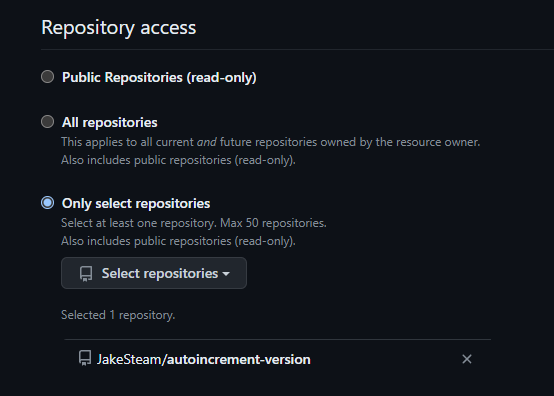 Repository access
Public Repositories (read-only)
All repositories
This applies to all current and future repositories owned by the resource owner.
Also includes public repositories (read-only).
Only select repositories
Select at least one repository. Max 50 repositories.
Also includes public repositories (read-only).
Select repositories
Selected 1 repository.
JakeSteam/autoincrement-version